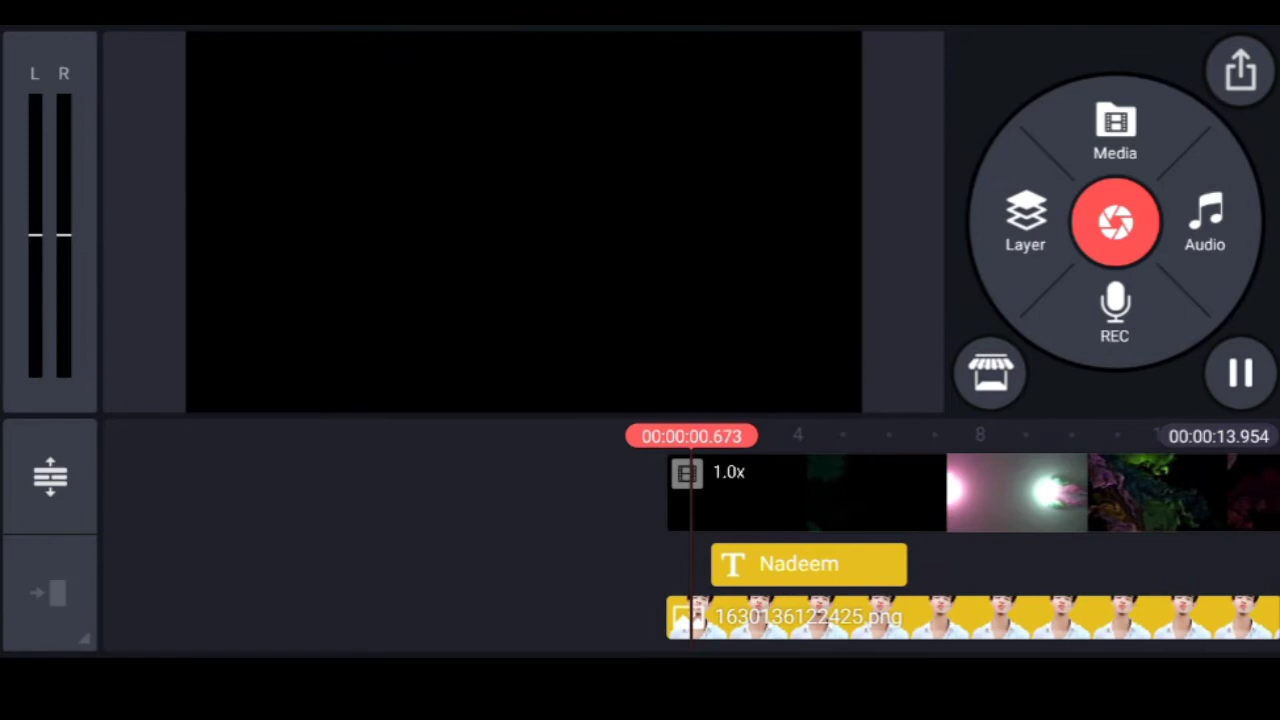 L R
Media
Layer
Audio
REC
00:00:00.673
4
8
00:00:13.954
1.0x
T Nadeem
1630136122425.png